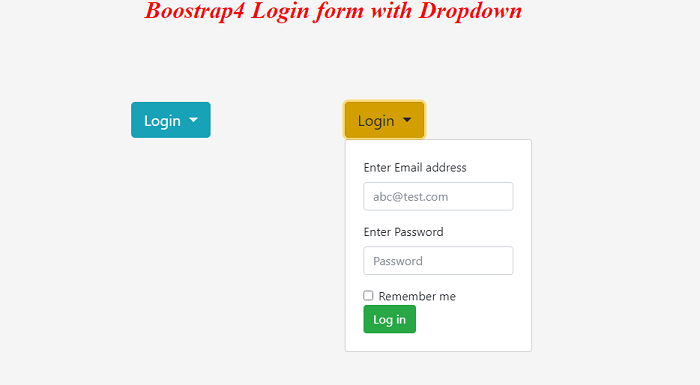 Boostrap4 Login form with Dropdown
Login
Login
Enter Email address
abc@test.com
Enter Password
Password
Remember me
Log in